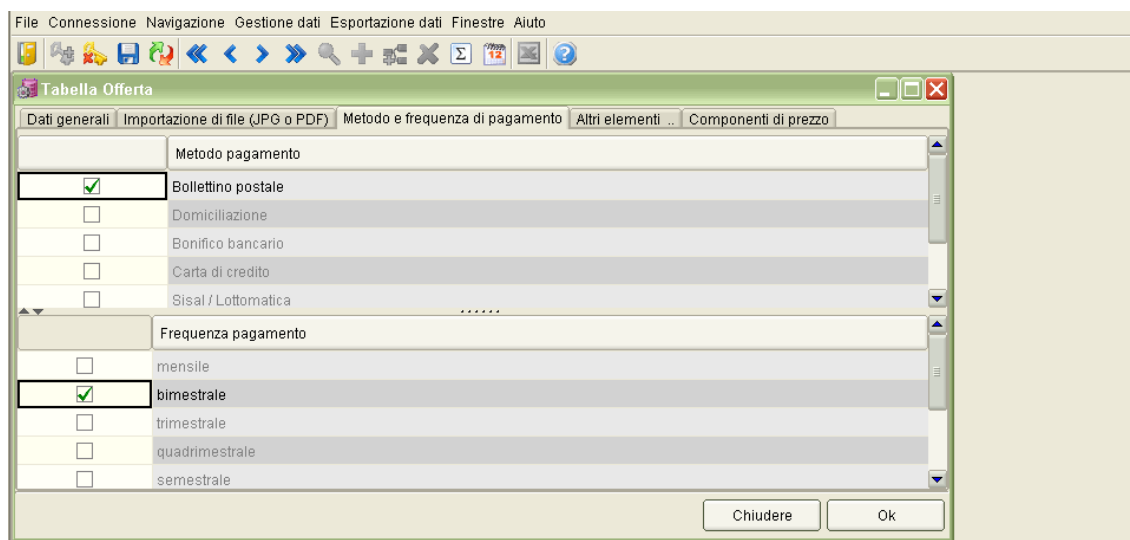 File Connessione Navigazione Gestione dati Esportazione dati Finestre Aiuto
Σ 12
Tabella Offerta
Dati generali Importazione di file (JPG o PDF) Metodo e frequenza di pagamento Altri elementi .. Componenti di prezzo
Metodo pagamento
Bollettino postale
Domiciliazione
Bonifico bancario
Carta di credito
Sisal / Lottomatica
Frequenza pagamento
mensile
bimestrale
trimestrale
quadrimestrale
semestrale
Chiudere Ok